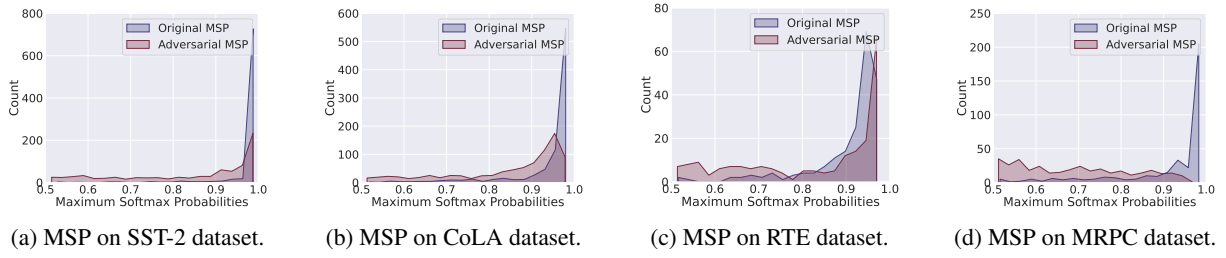 800
600
400
200
0
0.5 0.6 0.7 0.8 0.9 1.0
Count
Maximum Softmax Probabilities
Original MSP
Adversarial MSP
(a) MSP on SST-2 dataset.
600
500
400
300
200
100
0
0.5 0.6 0.7 0.8 0.9 1.0
Count
Maximum Softmax Probabilities
Original MSP
Adversarial MSP
(b) MSP on CoLA dataset.
80
60
40
20
0
0.5 0.6 0.7 0.8 0.9 1.0
Count
Maximum Softmax Probabilities
Original MSP
Adversarial MSP
(c) MSP on RTE dataset.
250
200
150
100
50
0
0.5 0.6 0.7 0.8 0.9 1.0
Count
Maximum Softmax Probabilities
Original MSP
Adversarial MSP
(d) MSP on MRPC dataset.